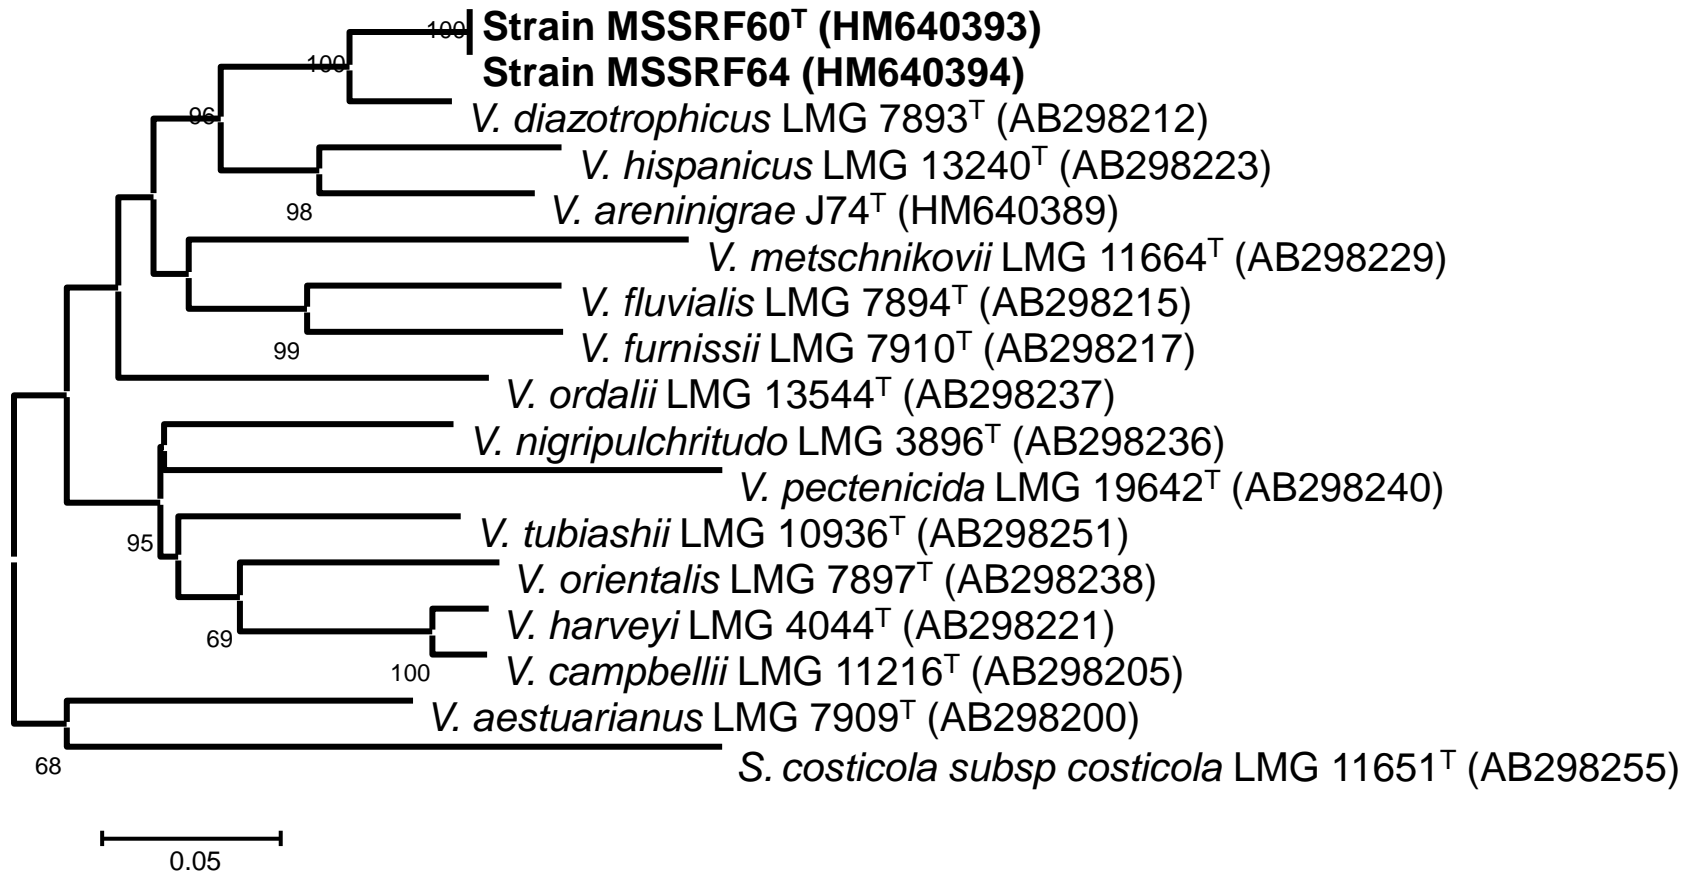 100 Strain MSSRF60ᵀ (HM640393)
100 Strain MSSRF64 (HM640394)
96 V. diazotrophicus LMG 7893ᵀ (AB298212)
V. hispanicus LMG 13240ᵀ (AB298223)
98 V. areninigrae J74ᵀ (HM640389)
V. metschnikovii LMG 11664ᵀ (AB298229)
V. fluvialis LMG 7894ᵀ (AB298215)
99 V. furnissii LMG 7910ᵀ (AB298217)
V. ordalii LMG 13544ᵀ (AB298237)
V. nigripulchritudo LMG 3896ᵀ (AB298236)
V. pectenicida LMG 19642ᵀ (AB298240)
95 V. tubiashii LMG 10936ᵀ (AB298251)
V. orientalis LMG 7897ᵀ (AB298238)
69 V. harveyi LMG 4044ᵀ (AB298221)
100 V. campbellii LMG 11216ᵀ (AB298205)
V. aestuarianus LMG 7909ᵀ (AB298200)
68 S. costicola subsp costicola LMG 11651ᵀ (AB298255)
0.05